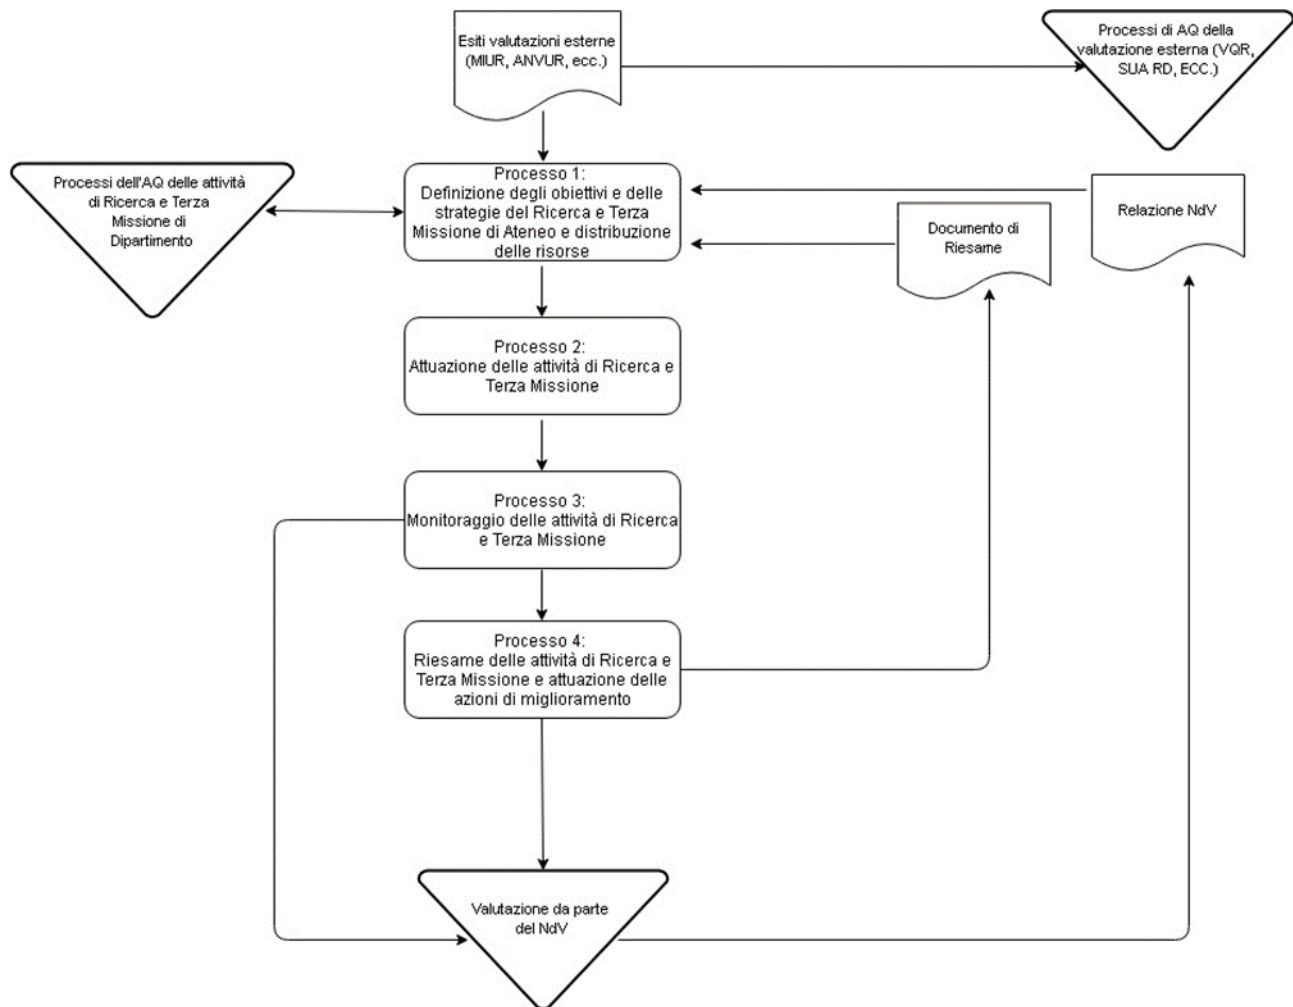 Esiti valutazioni esterne
(MIUR, ANVUR, ecc.)
Processi di AQ della
valutazione esterna (VQR,
SUA RD, ECC.)
Processi dell'AQ delle attività
di Ricerca e Terza
Missione di
Dipartimento
Processo 1:
Definizione degli obiettivi e delle
strategie del Ricerca e Terza
Missione di Ateneo e distribuzione
delle risorse
Documento di
Riesame
Relazione NdV
Processo 2:
Attuazione delle attività di Ricerca e
Terza Missione
Processo 3:
Monitoraggio delle attività di Ricerca
e Terza Missione
Processo 4:
Riesame delle attività di Ricerca e
Terza Missione e attuazione delle
azioni di miglioramento
Valutazione da parte
del NdV